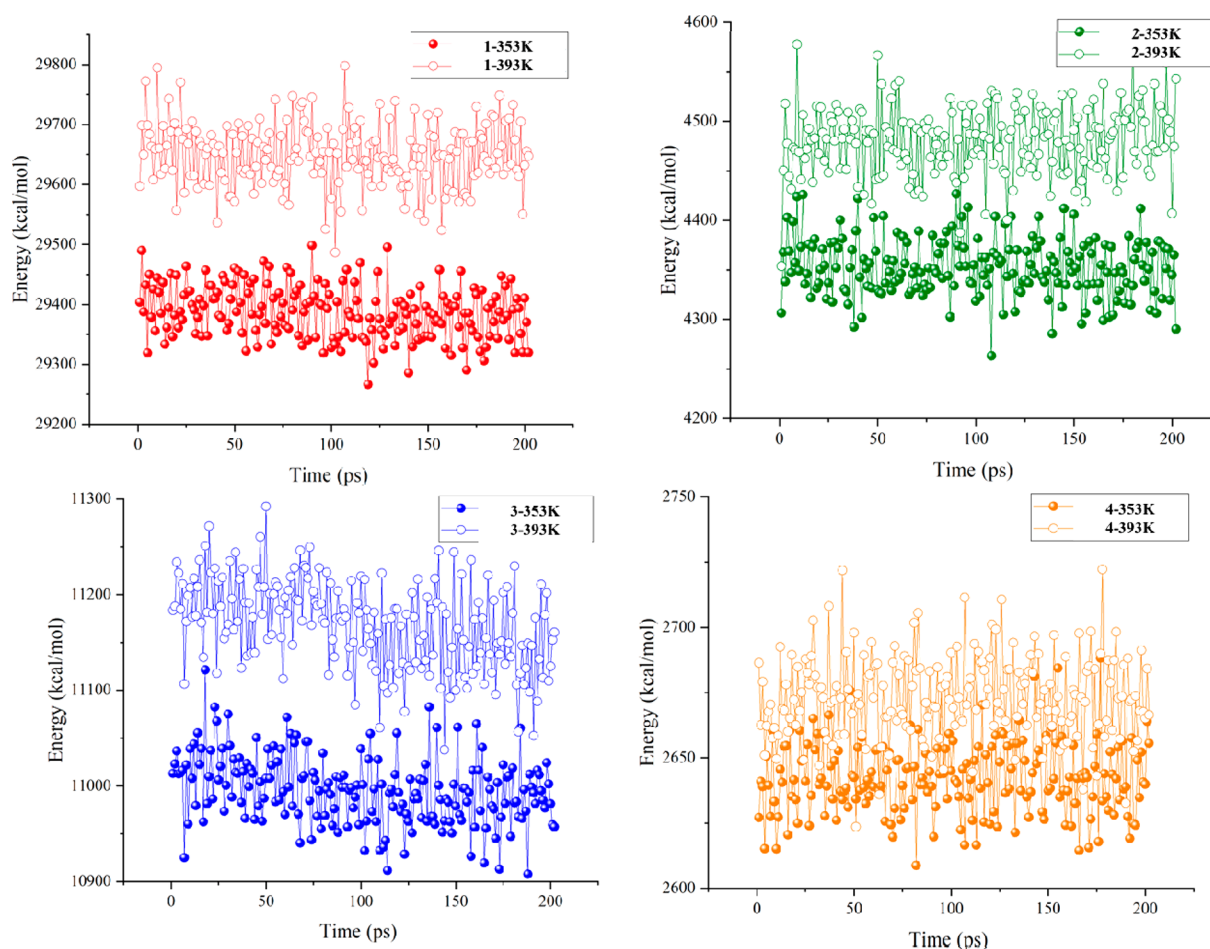 1-353K
1-393K
29800
29700
29600
29500
29400
29300
29200
Energy (kcal/mol)
0 50 100 150 200
Time (ps)
2-353K
2-393K
4600
4500
4400
4300
4200
Energy (kcal/mol)
0 50 100 150 200
Time (ps)
3-353K
3-393K
11300
11200
11100
11000
10900
Energy (kcal/mol)
0 50 100 150 200
Time (ps)
4-353K
4-393K
2750
2700
2650
2600
Energy (kcal/mol)
0 50 100 150 200
Time (ps)